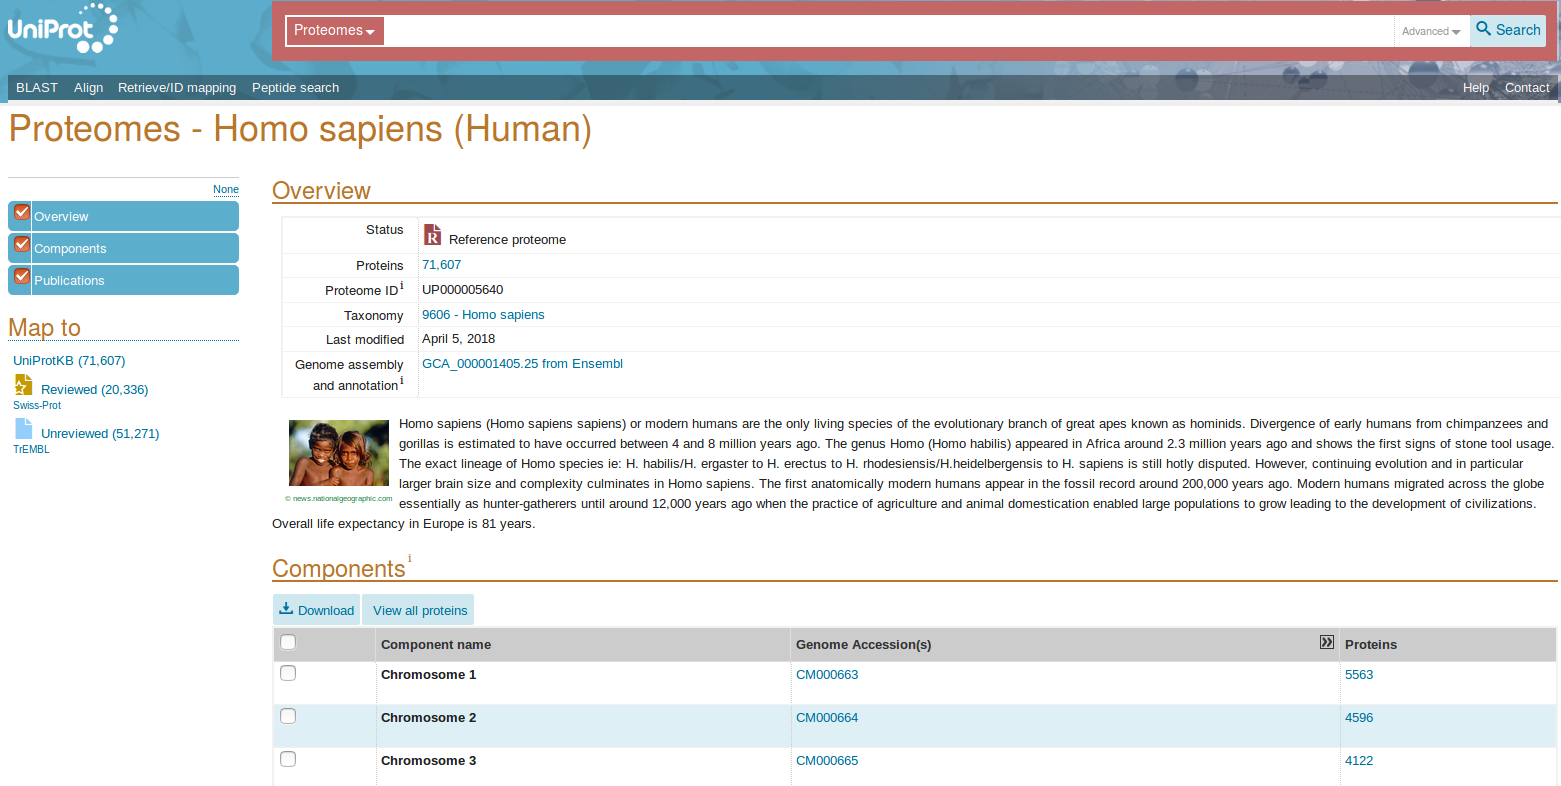 UniProt
Proteomes
Advanced
Search
BLAST Align Retrieve/ID mapping Peptide search Help Contact
Proteomes - Homo sapiens (Human)
None
Overview
Components
Publications
Map to
UniProtKB (71,607)
Reviewed (20,336)
Swiss-Prot
Unreviewed (51,271)
TrEMBL
Overview
Status R Reference proteome
Proteins 71,607
Proteome ID i UP000005640
Taxonomy 9606 - Homo sapiens
Last modified April 5, 2018
Genome assembly GCA_000001405.25 from Ensembl
and annotation i
Homo sapiens (Homo sapiens sapiens) or modern humans are the only living species of the evolutionary branch of great apes known as hominids. Divergence of early humans from chimpanzees and
gorillas is estimated to have occurred between 4 and 8 million years ago. The genus Homo (Homo habilis) appeared in Africa around 2.3 million years ago and shows the first signs of stone tool usage.
The exact lineage of Homo species ie: H. habilis/H. ergaster to H. erectus to H. rhodesiensis/H.heidelbergensis to H. sapiens is still hotly disputed. However, continuing evolution and in particular
larger brain size and complexity culminates in Homo sapiens. The first anatomically modern humans appear in the fossil record around 200,000 years ago. Modern humans migrated across the globe
© news.nationalgeographic.com
essentially as hunter-gatherers until around 12,000 years ago when the practice of agriculture and animal domestication enabled large populations to grow leading to the development of civilizations.
Overall life expectancy in Europe is 81 years.
Components i
Download View all proteins
Component name Genome Accession(s) Proteins
Chromosome 1 CM000663 5563
Chromosome 2 CM000664 4596
Chromosome 3 CM000665 4122